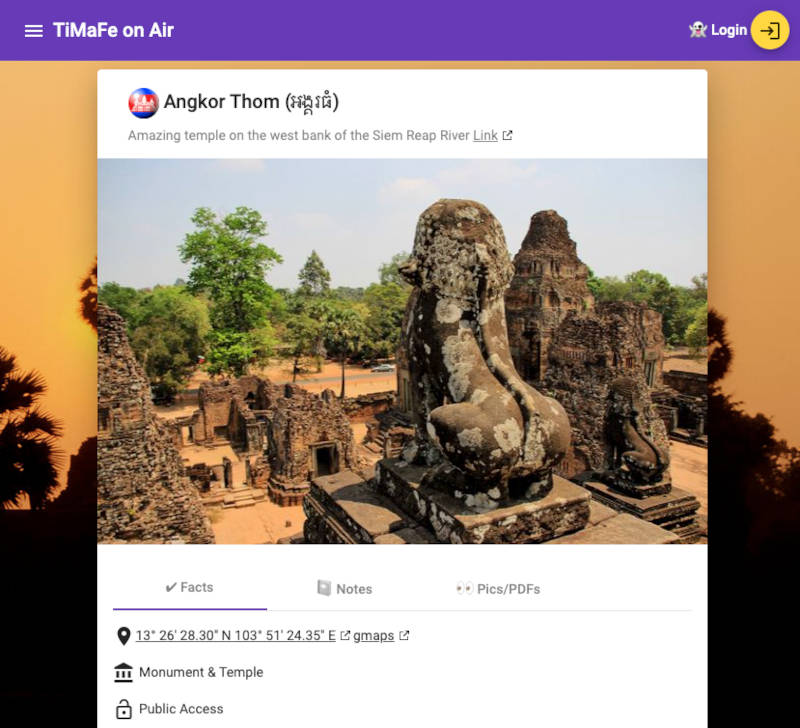 TiMaFe on Air
Login
Angkor Thom (អង្គរធំ)
Amazing temple on the west bank of the Siem Reap River Link
Facts
Notes
Pics/PDFs
13° 26' 28.30" N 103° 51' 24.35" E gmaps
Monument & Temple
Public Access